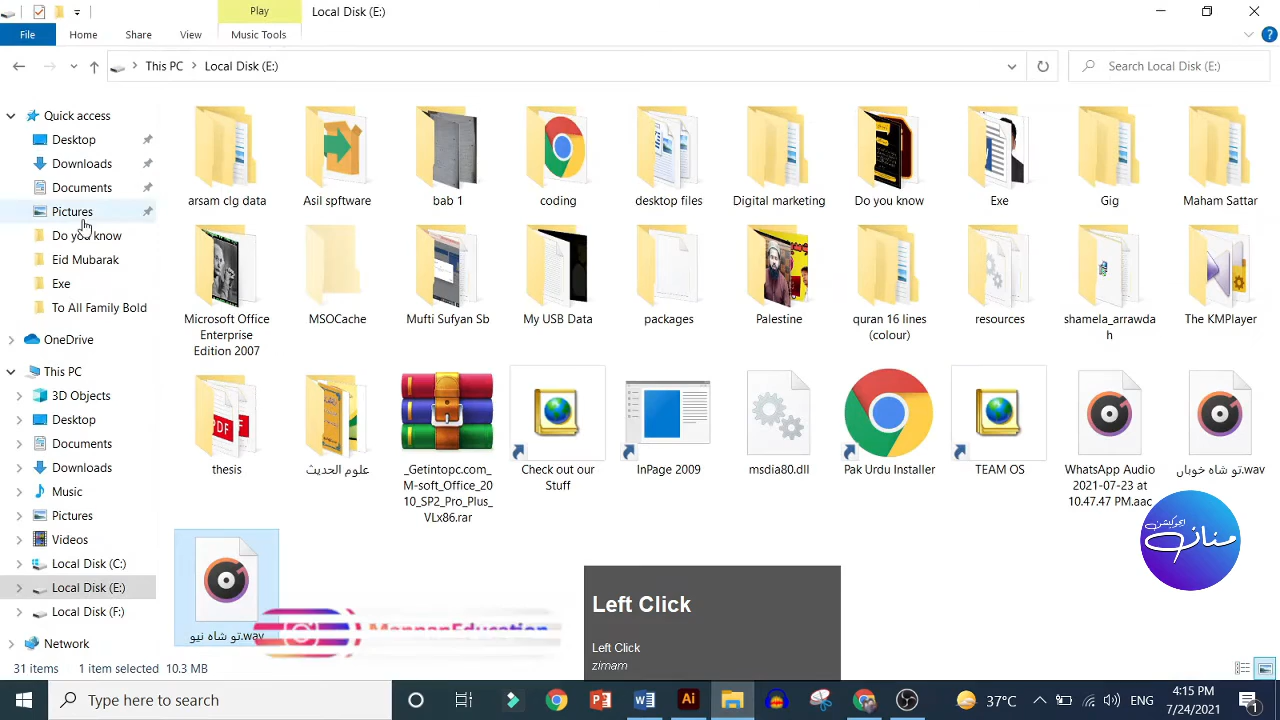 Play
Local Disk (E:)
File
Home
Share
View
Music Tools
This PC
Local Disk (E:)
Search Local Disk (E:)
Quick access
Desktop
Downloads
Documents
Pictures
Do you know
Eid Mubarak
Exe
To All Family Bold
OneDrive
This PC
3D Objects
Desktop
Documents
Downloads
Music
Pictures
Videos
Local Disk (C:)
Local Disk (E:)
Local Disk (F:)
Network
arsam clg data
Asil spftware
bab 1
coding
desktop files
Digital marketing
Do you know
Exe
Gig
Maham Sattar
Microsoft Office
Enterprise
Edition 2007
MSOCache
Mufti Sufyan Sb
My USB Data
packages
Palestine
quran 16 lines
(colour)
resources
shamela_arrawda
h
The KMPlayer
thesis
علوم الحديث
_Getintopc.com_
M-soft_Office_20
10_SP2_Pro_Plus_
VLx86.rar
Check out our
Stuff
InPage 2009
msdia80.dll
Pak Urdu Installer
TEAM OS
WhatsApp Audio
2021-07-23 at
10.47.47 PM.aac
تو شاہ خوباں.wav
تو شاہ نیو.wav
منان ایجوکیشن
MannanEducation
Left Click
Left Click
zimam
31 items
1 item selected
10.3 MB
Type here to search
37°C
ENG
4:15 PM
7/24/2021
1